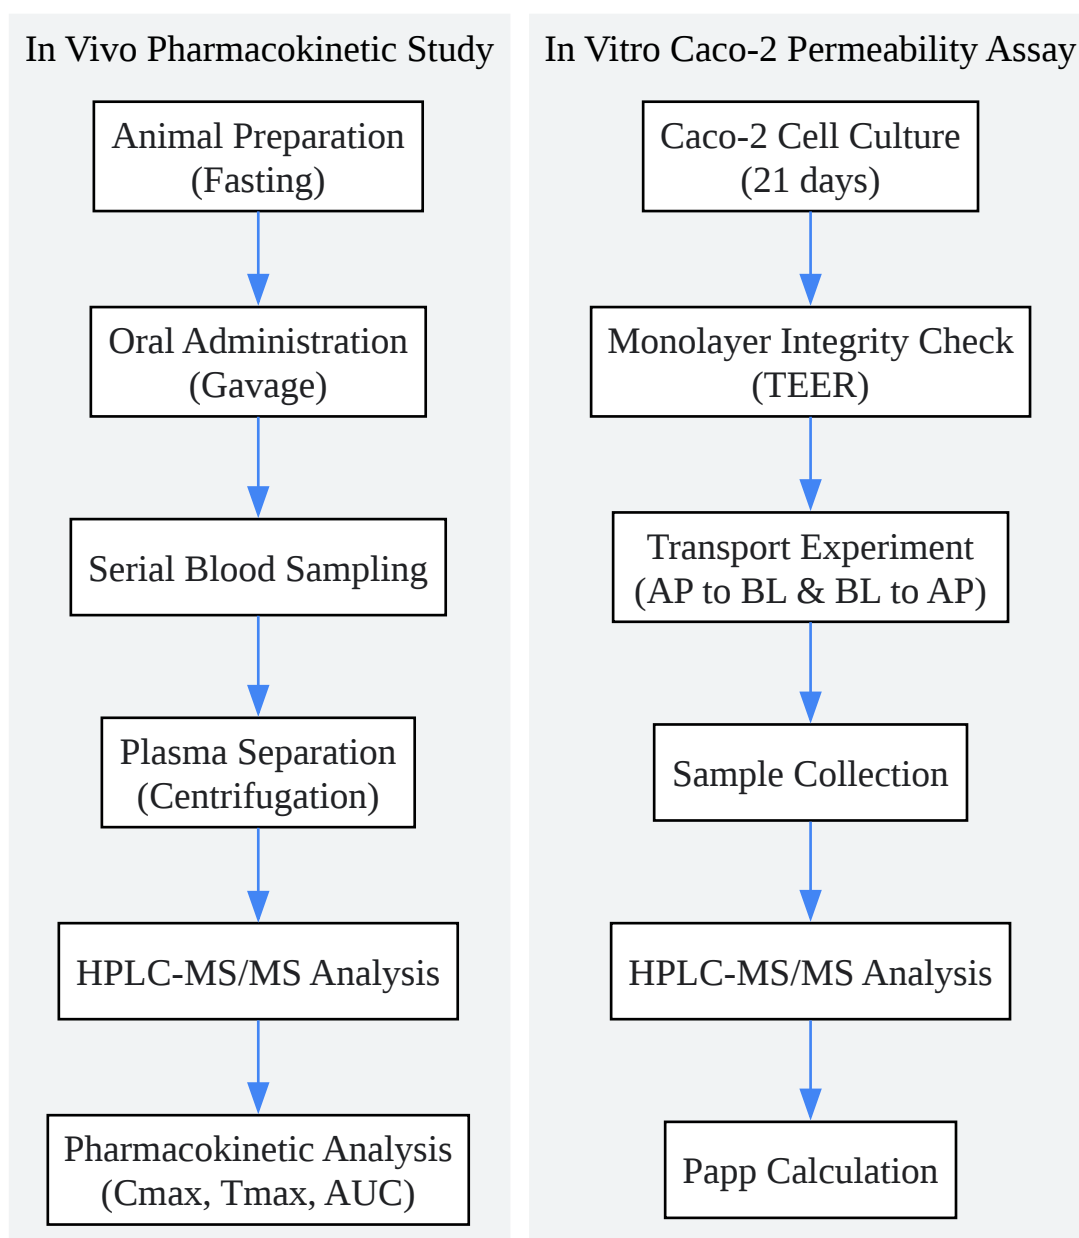 In Vivo Pharmacokinetic Study
Animal Preparation
(Fasting)
Oral Administration
(Gavage)
Serial Blood Sampling
Plasma Separation
(Centrifugation)
HPLC-MS/MS Analysis
Pharmacokinetic Analysis
(Cmax, Tmax, AUC)
In Vitro Caco-2 Permeability Assay
Caco-2 Cell Culture
(21 days)
Monolayer Integrity Check
(TEER)
Transport Experiment
(AP to BL & BL to AP)
Sample Collection
HPLC-MS/MS Analysis
Papp Calculation